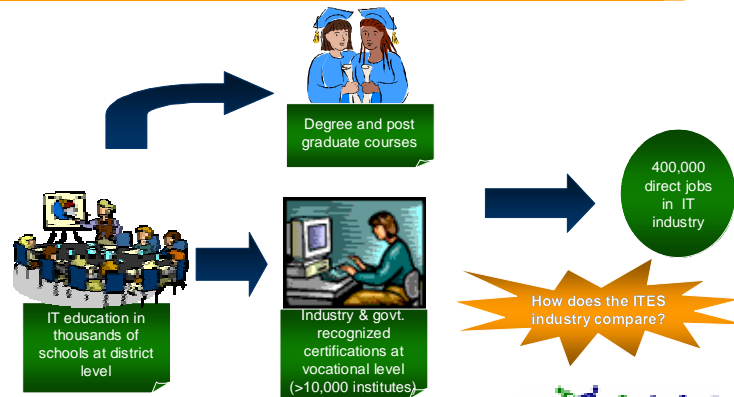 Degree and post
graduate courses
400,000
direct jobs
in IT
industry
How does the ITES
industry compare?
IT education in
thousands of
schools at district
level
Industry & govt.
recognized
certifications at
vocational level
(>10,000 institutes)